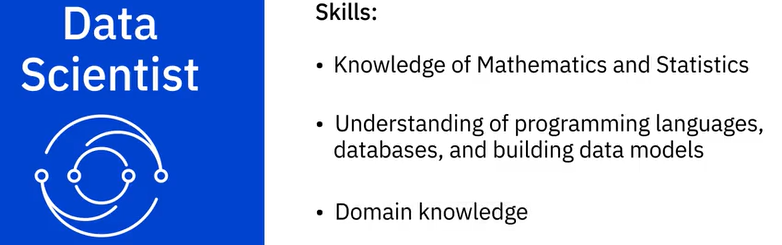 Data
Scientist
Skills:
• Knowledge of Mathematics and Statistics
• Understanding of programming languages,
databases, and building data models
• Domain knowledge